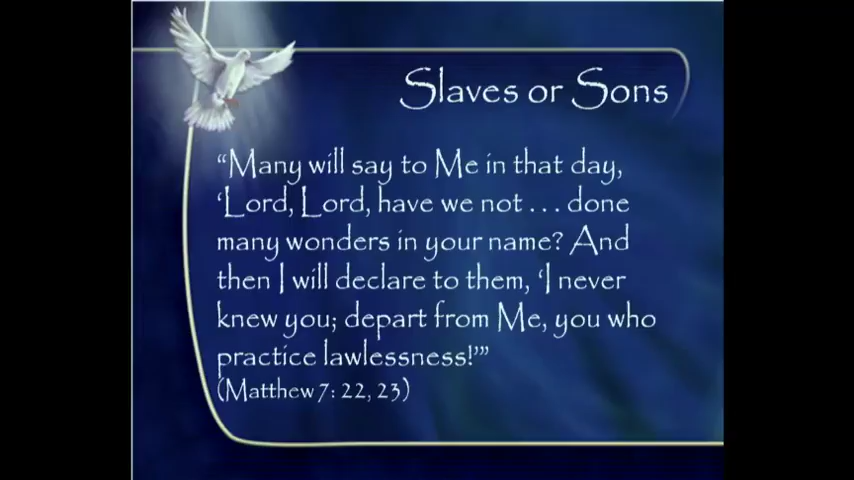 Slaves or Sons
“Many will say to Me in that day,
‘Lord, Lord, have we not . . . done
many wonders in your name? And
then I will declare to them, ‘I never
knew you; depart from Me, you who
practice lawlessness!’”
(Matthew 7: 22, 23)